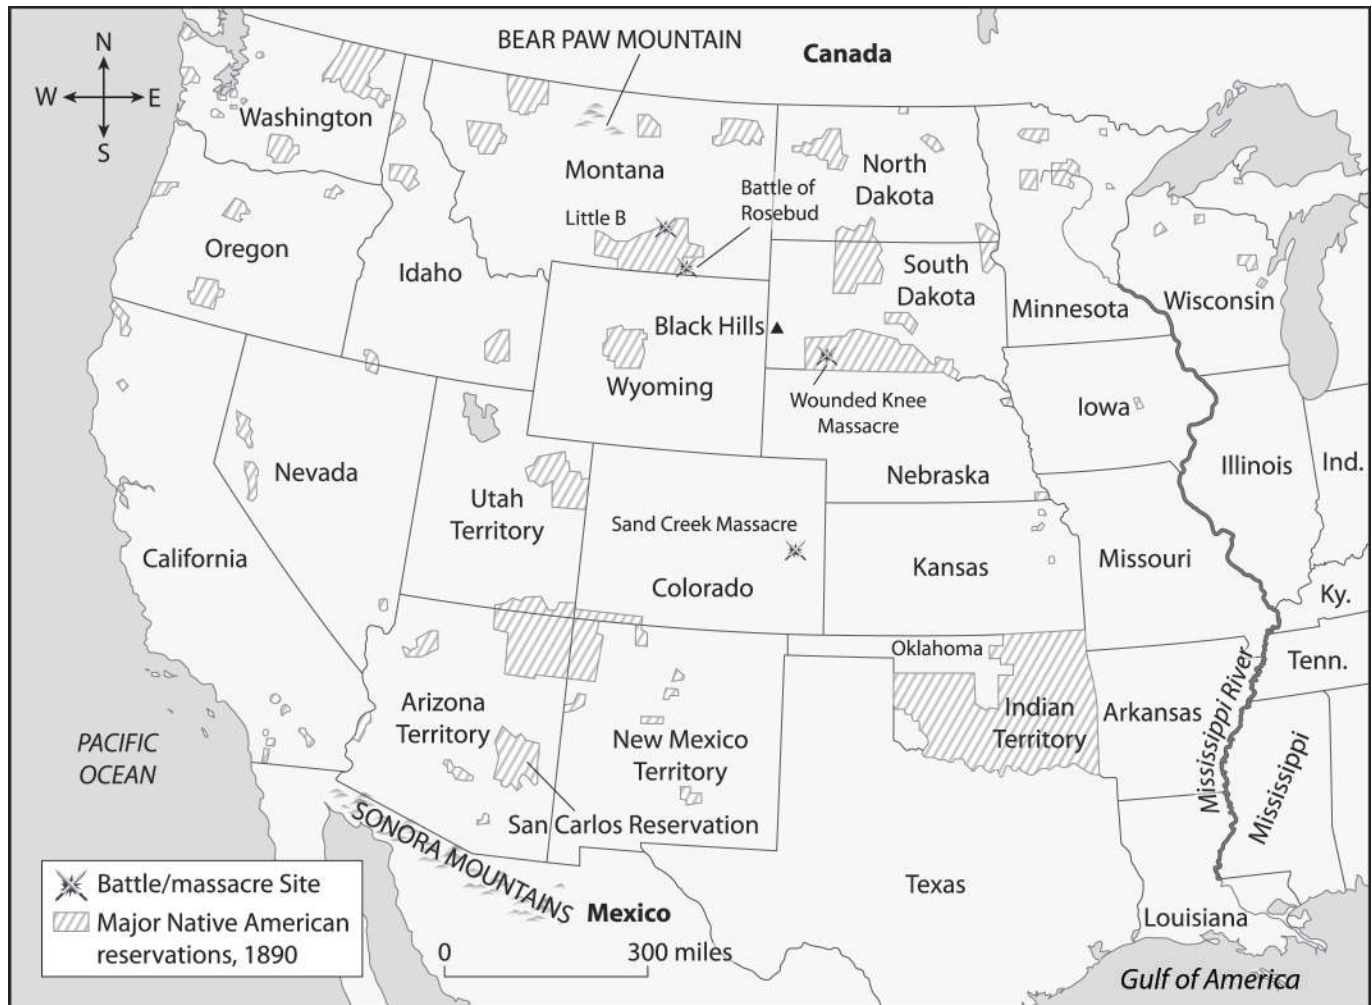 N
W E
S
BEAR PAW MOUNTAIN
Canada
Washington
Montana
North
Dakota
Battle of
Rosebud
Little B
Oregon
Idaho
South
Dakota
Minnesota
Wisconsin
Black Hills
Wyoming
Wounded Knee
Massacre
Iowa
Nebraska
Illinois
Ind.
Nevada
Utah
Territory
Sand Creek Massacre
Colorado
Kansas
Missouri
California
Ky.
Oklahoma
Tenn.
Arizona
Territory
New Mexico
Territory
Indian
Territory
Arkansas
Mississippi River
Mississippi
PACIFIC
OCEAN
San Carlos Reservation
SONORA MOUNTAINS
Mexico
Texas
Louisiana
Gulf of America
Battle/massacre Site
Major Native American
reservations, 1890
0 300 miles